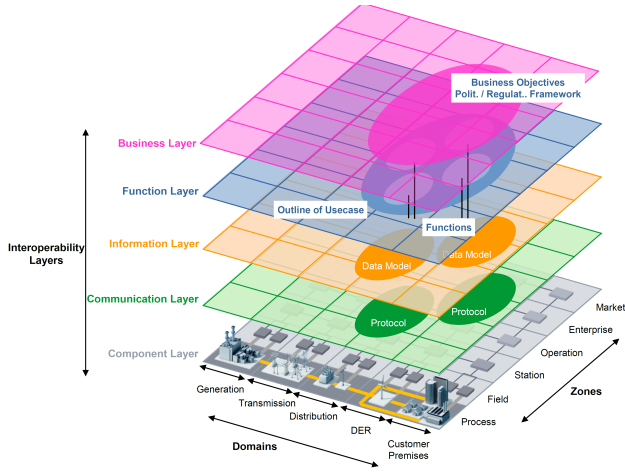 Business Objectives
Polit. / Regulat.. Framework
Business Layer
Function Layer
Outline of Usecase
Functions
Interoperability
Layers
Information Layer
Data Model
Data Model
Communication Layer
Protocol
Protocol
Component Layer
Market
Enterprise
Operation
Station
Field
Process
Zones
Generation
Transmission
Distribution
DER
Customer
Premises
Domains